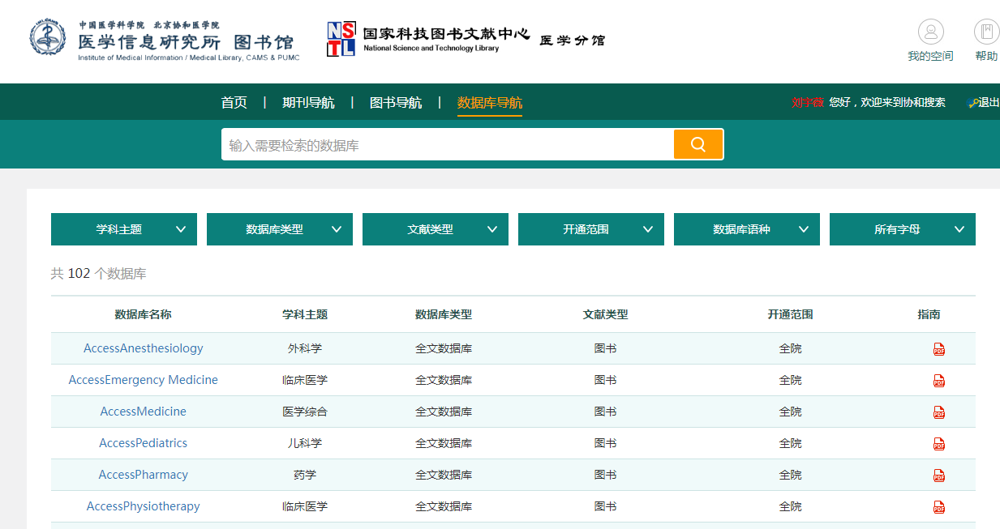 中国医学科学院 北京协和医学院
医学信息研究所 图书馆
Institute of Medical Information / Medical Library, CAMS & PUMC
NSTL
国家科技图书文献中心 医学分馆
National Science and Technology Library
我的空间 帮助
首页 | 期刊导航 | 图书导航 | 数据库导航
刘宇薇 您好，欢迎来到协和搜索 退出
输入需要检索的数据库
学科主题 数据库类型 文献类型 开通范围 数据库语种 所有字母
共 102 个数据库
数据库名称 学科主题 数据库类型 文献类型 开通范围 指南
AccessAnesthesiology 外科学 全文数据库 图书 全院 PDF
AccessEmergency Medicine 临床医学 全文数据库 图书 全院 PDF
AccessMedicine 医学综合 全文数据库 图书 全院 PDF
AccessPediatrics 儿科学 全文数据库 图书 全院 PDF
AccessPharmacy 药学 全文数据库 图书 全院 PDF
AccessPhysiotherapy 临床医学 全文数据库 图书 全院 PDF